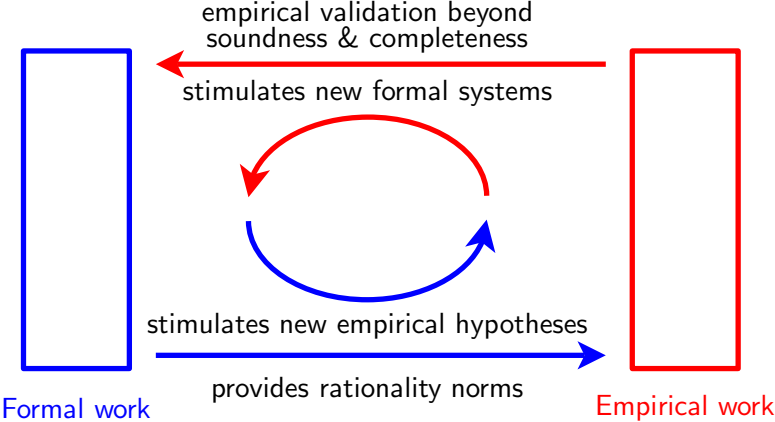 empirical validation beyond
soundness & completeness
stimulates new formal systems
stimulates new empirical hypotheses
provides rationality norms
Formal work
Empirical work